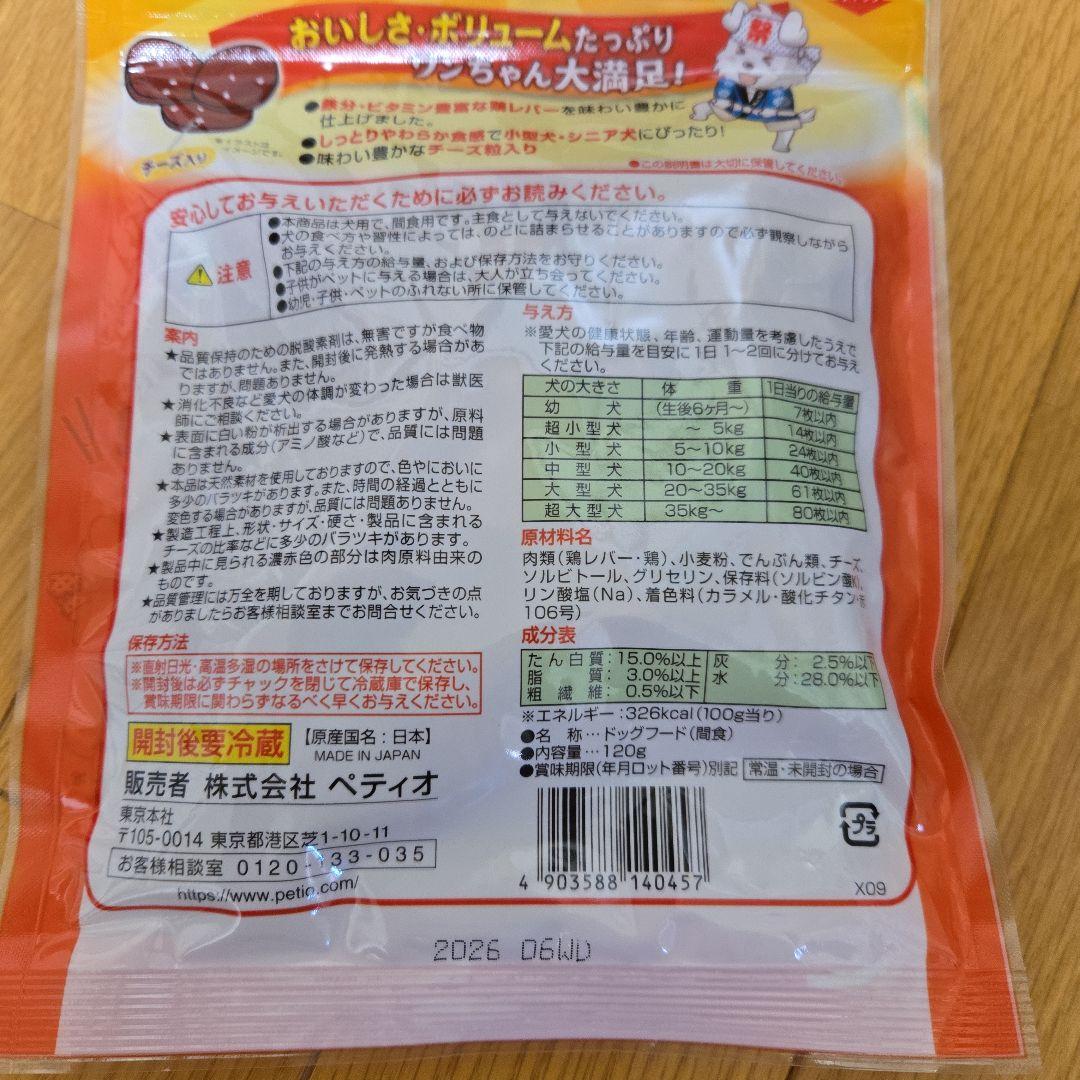 おいしさ・ボリュームたっぷり
ワンちゃん大満足!
祭
●鉄分・ビタミン豊富な鶏レバーを味わい豊かに
仕上げました。
●しっとりやわらか食感で小型犬・シニア犬にぴったり!
●味わい豊かなチーズ粒入り
※イラストは
イメージです。
チーズ入り
●この説明書は大切に保管してください。
安心してお与えいただくために必ずお読みください。
注意
●本商品は犬用で、間食用です。主食として与えないでください。
●犬の食べ方や習性によっては、のどに詰まらせることがありますので必ず観察しながら
お与えください。
●下記の与え方の給与量、および保存方法をお守りください。
●子供がペットに与える場合は、大人が立ち会ってください。
●幼児・子供・ペットのふれない所に保管してください。
案内
★品質保持のための脱酸素剤は、無害ですが食べ物
ではありません。また、開封後に発熱する場合があ
りますが、問題ありません。
★消化不良など愛犬の体調が変わった場合は獣医
師にご相談ください。
★表面に白い粉が析出する場合がありますが、原料
に含まれる成分(アミノ酸など)で、品質には問題
ありません。
★本品は天然素材を使用しておりますので、色やにおいに
多少のバラツキがあります。また、時間の経過とともに
変色する場合がありますが、品質には問題ありません。
★製造工程上、形状・サイズ・硬さ・製品に含まれる
チーズの比率などに多少のバラツキがあります。
★製品中に見られる濃赤色の部分は肉原料由来の
ものです。
★品質管理には万全を期しておりますが、お気づきの点
がありましたらお客様相談室までお問合せください。
保存方法
※直射日光・高温多湿の場所をさけて保存してください。
※開封後は必ずチャックを閉じて冷蔵庫で保存し、
賞味期限に関わらずなるべく早くお与えください。
開封後要冷蔵
【原産国名:日本】
MADE IN JAPAN
販売者 株式会社 ペティオ
東京本社
〒105-0014 東京都港区芝1-10-11
お客様相談室 0120-133-035
https://www.petio.com/
与え方
※愛犬の健康状態、年齢、運動量を考慮したうえで
下記の給与量を目安に1日1~2回に分けてお与え
ください。
犬の大きさ 体重 1日当りの給与量
幼犬 (生後6ヶ月~) 7枚以内
超小型犬 ~5kg 14枚以内
小型犬 5~10kg 24枚以内
中型犬 10~20kg 40枚以内
大型犬 20~35kg 61枚以内
超大型犬 35kg~ 80枚以内
原材料名
肉類(鶏レバー・鶏)、小麦粉、でんぷん類、チーズ、
ソルビトール、グリセリン、保存料(ソルビン酸K)、
リン酸塩(Na)、着色料(カラメル・酸化チタン・赤
106号)
成分表
たん白質:15.0%以上 灰分:2.5%以下
脂質:3.0%以上 水分:28.0%以下
粗繊維:0.5%以下
※エネルギー:326kcal(100g当り)
●名 称…ドッグフード(間食)
●内容量…120g
●賞味期限(年月ロット番号)別記 常温・未開封の場合
プラ
4 903588 140457
X09
2026 06WD